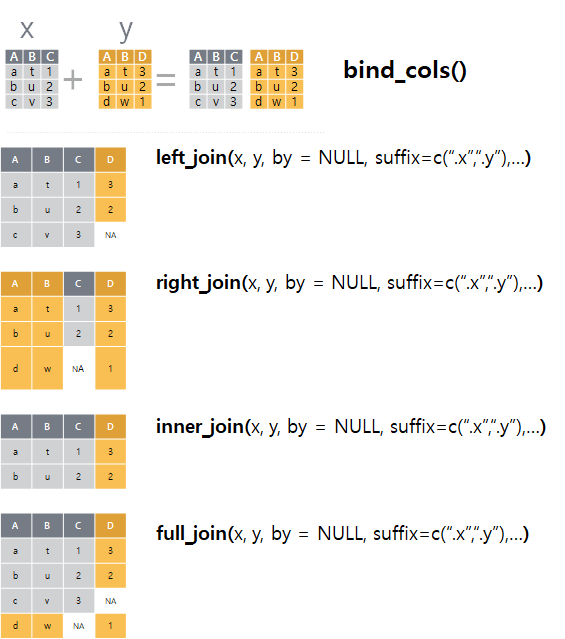 x y
A B C A B D A B C A B D
a t 1 a t 3 a t 1 a t 3
b u 2 + b u 2 = b u 2 b u 2
c v 3 d w 1 c v 3 d w 1
bind_cols()
A B C D
a t 1 3
b u 2 2
c v 3 NA
left_join(x, y, by = NULL, suffix=c(“.x”,“.y”),…)
A B C D
a t 1 3
b u 2 2
d w NA 1
right_join(x, y, by = NULL, suffix=c(“.x”,“.y”),…)
A B C D
a t 1 3
b u 2 2
inner_join(x, y, by = NULL, suffix=c(“.x”,“.y”),…)
A B C D
a t 1 3
b u 2 2
c v 3 NA
d w NA 1
full_join(x, y, by = NULL, suffix=c(“.x”,“.y”),…)